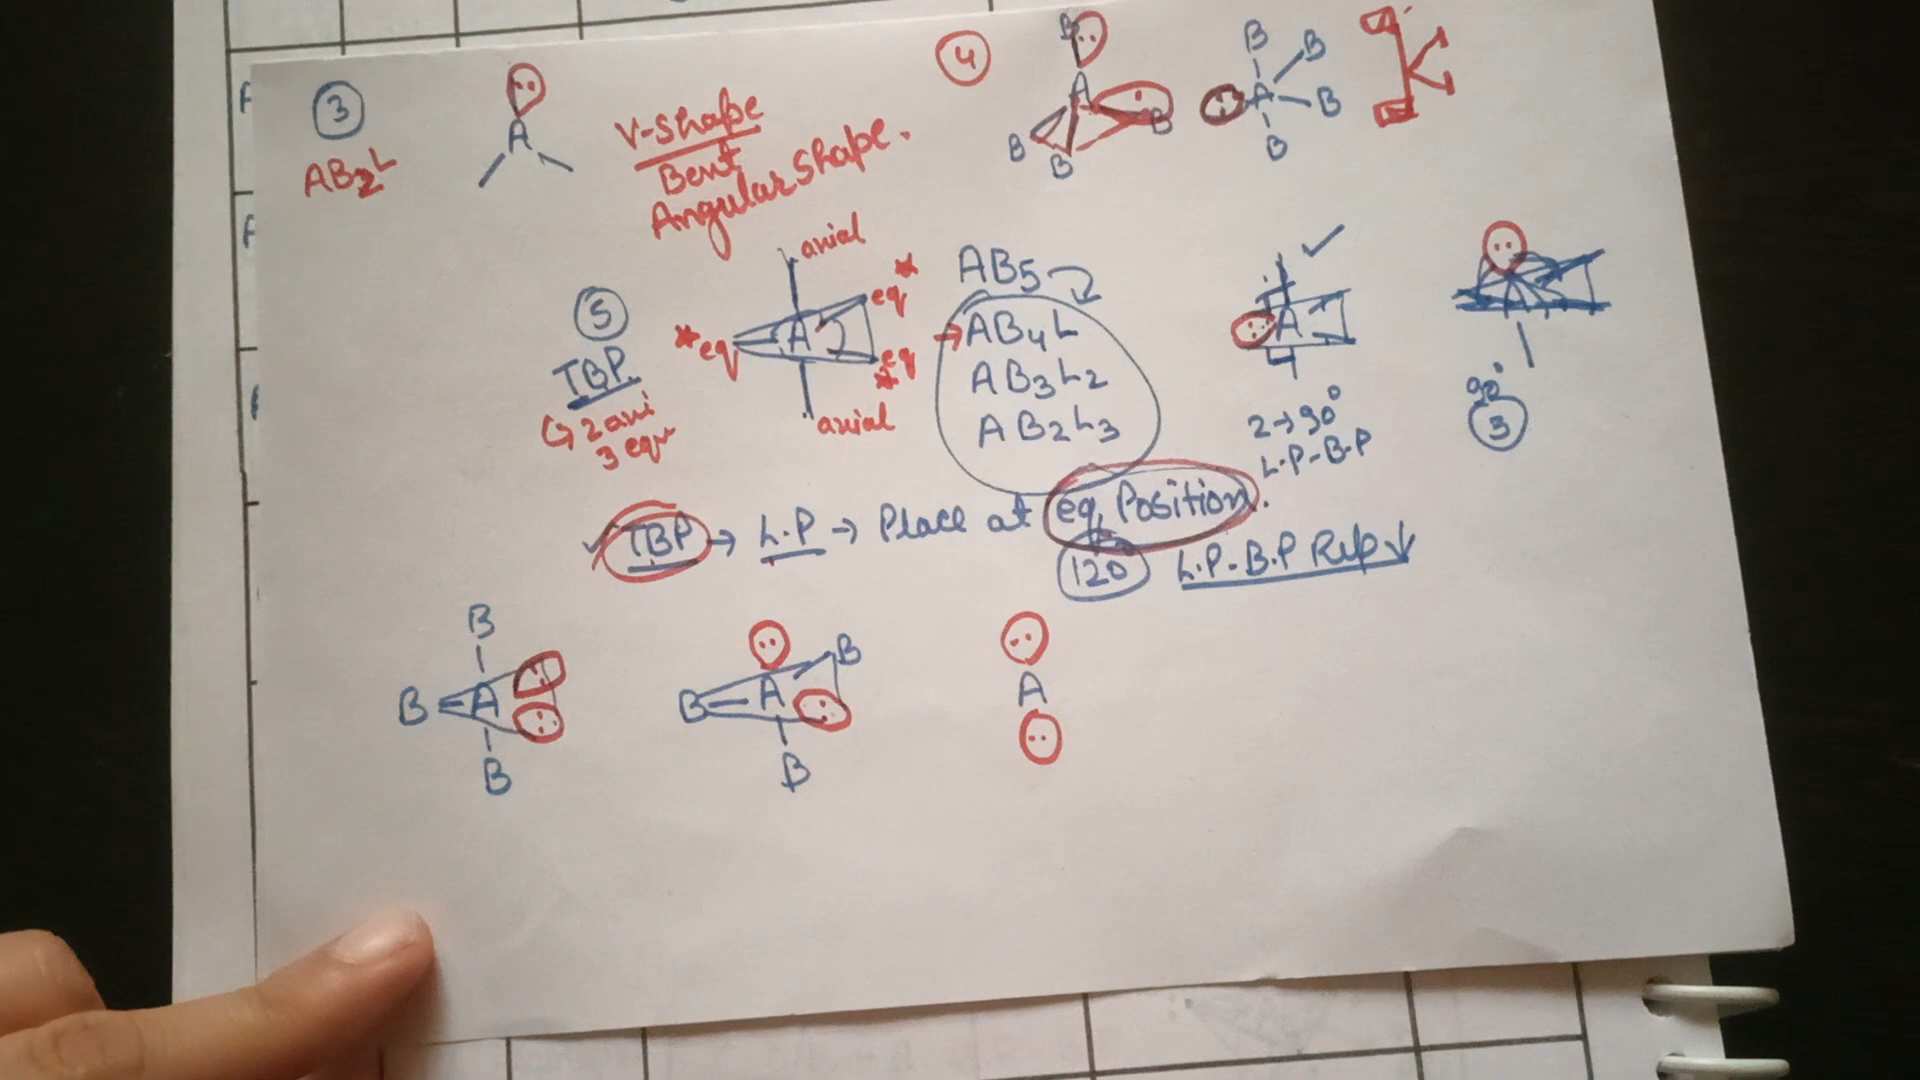 3
AB2L
A
V-Shape
Bent
Angular Shape.
4
B
A
B
B
B
B
B
A
B
B
5
TBP
2 axi
3 eq
axial
eq
A
eq
eq
axial
AB5
AB4L
AB3L2
AB2L3
A
2→90°
L.P-B.P
90°
3
TBP → L.P → Place at eq. Position.
120
L.P-B.P Rep↓
B
B A
B
B
B A
B
A